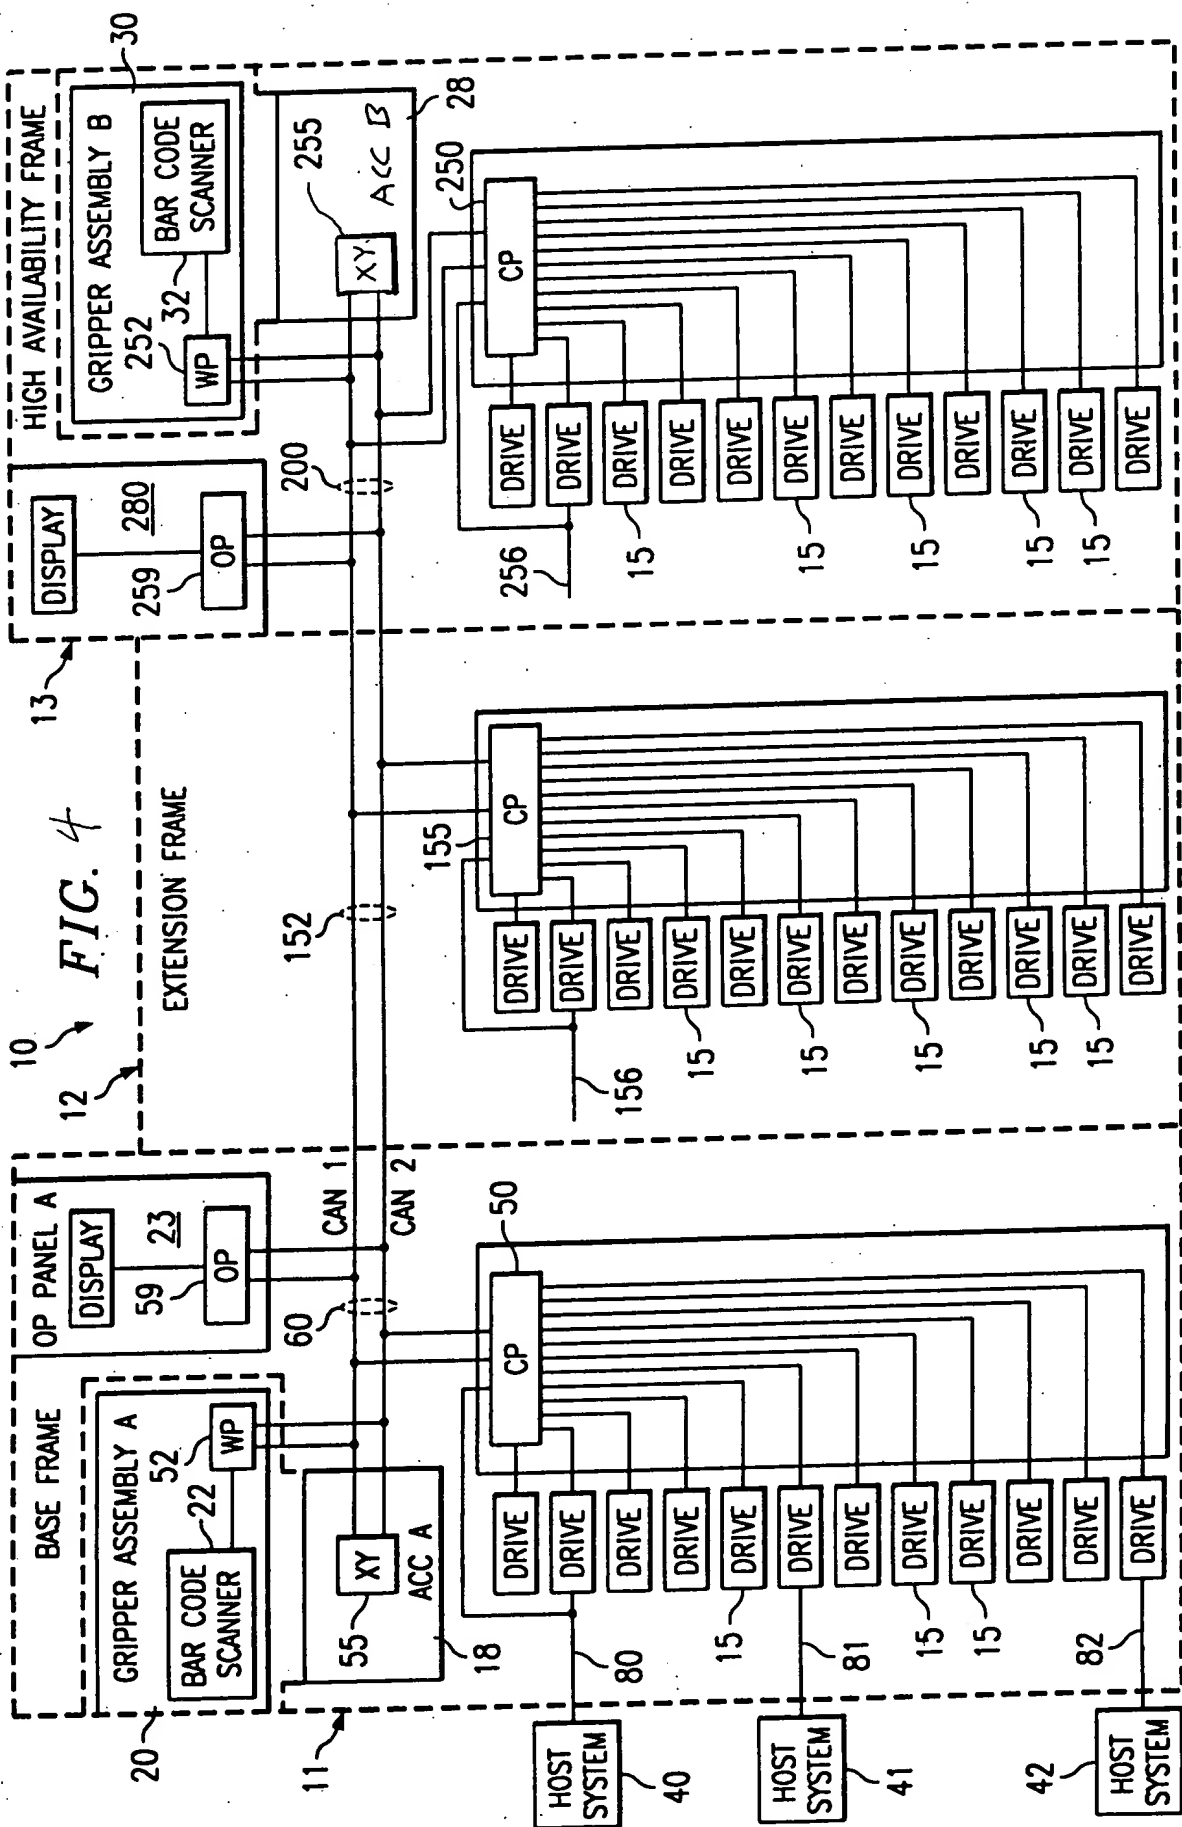 10
FIG. 4
BASE FRAME
GRIPPER ASSEMBLY A
BAR CODE
SCANNER
22
52
WP
20
OP PANEL A
DISPLAY
23
59
OP
12
EXTENSION FRAME
13
DISPLAY
280
259
OP
HIGH AVAILABILITY FRAME
GRIPPER ASSEMBLY B
252
WP
32
BAR CODE
SCANNER
30
11
XY
55
ACC A
18
60
CAN 1
CAN 2
152
200
XY
255
ACC B
28
CP
50
DRIVE
DRIVE
DRIVE
DRIVE
DRIVE
DRIVE
DRIVE
DRIVE
DRIVE
DRIVE
DRIVE
DRIVE
15
15
15
80
81
82
HOST
SYSTEM
40
HOST
SYSTEM
41
HOST
SYSTEM
42
CP
155
DRIVE
DRIVE
DRIVE
DRIVE
DRIVE
DRIVE
DRIVE
DRIVE
DRIVE
DRIVE
DRIVE
DRIVE
156
15
15
15
15
15
CP
250
DRIVE
DRIVE
DRIVE
DRIVE
DRIVE
DRIVE
DRIVE
DRIVE
DRIVE
DRIVE
DRIVE
DRIVE
256
15
15
15
15
15